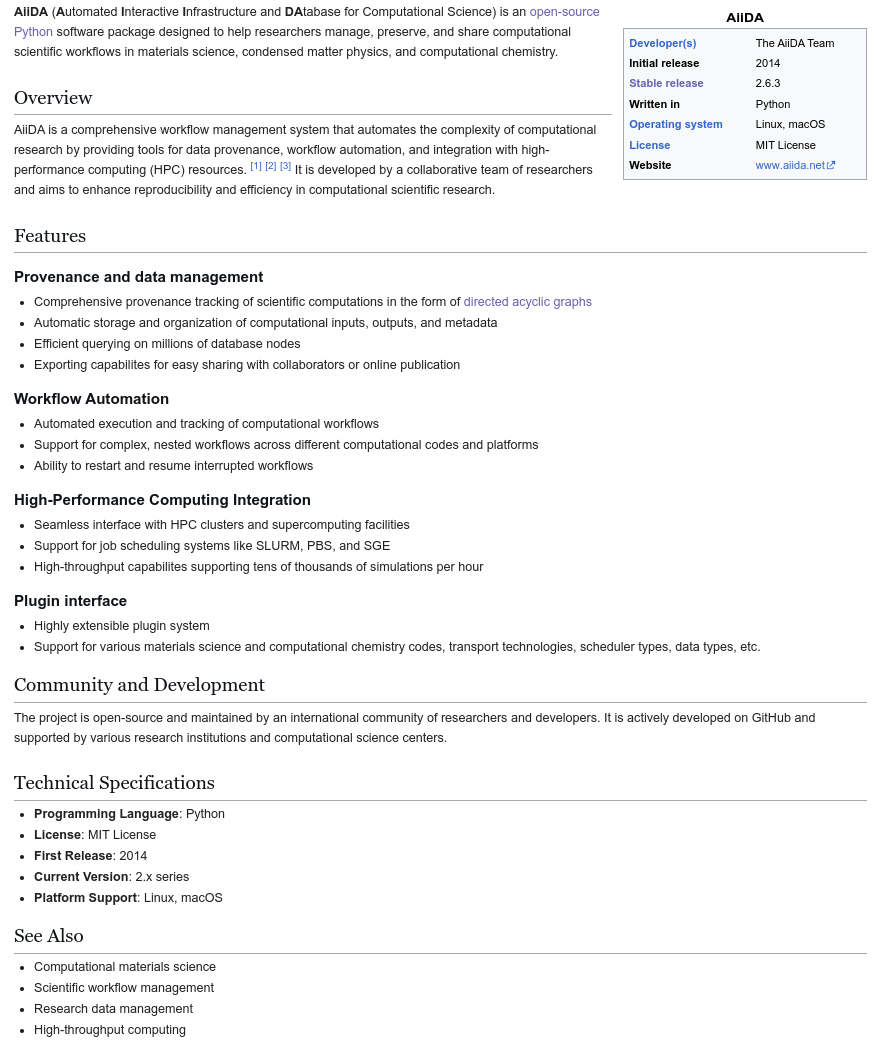 AiiDA (Automated Interactive Infrastructure and DAtabase for Computational Science) is an open-source
Python software package designed to help researchers manage, preserve, and share computational
scientific workflows in materials science, condensed matter physics, and computational chemistry.
AiiDA
Developer(s) The AiiDA Team
Initial release 2014
Stable release 2.6.3
Written in Python
Operating system Linux, macOS
License MIT License
Website www.aiida.net
Overview
AiiDA is a comprehensive workflow management system that automates the complexity of computational
research by providing tools for data provenance, workflow automation, and integration with high-
performance computing (HPC) resources. [1] [2] [3] It is developed by a collaborative team of researchers
and aims to enhance reproducibility and efficiency in computational scientific research.
Features
Provenance and data management
• Comprehensive provenance tracking of scientific computations in the form of directed acyclic graphs
• Automatic storage and organization of computational inputs, outputs, and metadata
• Efficient querying on millions of database nodes
• Exporting capabilites for easy sharing with collaborators or online publication
Workflow Automation
• Automated execution and tracking of computational workflows
• Support for complex, nested workflows across different computational codes and platforms
• Ability to restart and resume interrupted workflows
High-Performance Computing Integration
• Seamless interface with HPC clusters and supercomputing facilities
• Support for job scheduling systems like SLURM, PBS, and SGE
• High-throughput capabilites supporting tens of thousands of simulations per hour
Plugin interface
• Highly extensible plugin system
• Support for various materials science and computational chemistry codes, transport technologies, scheduler types, data types, etc.
Community and Development
The project is open-source and maintained by an international community of researchers and developers. It is actively developed on GitHub and
supported by various research institutions and computational science centers.
Technical Specifications
• Programming Language: Python
• License: MIT License
• First Release: 2014
• Current Version: 2.x series
• Platform Support: Linux, macOS
See Also
• Computational materials science
• Scientific workflow management
• Research data management
• High-throughput computing